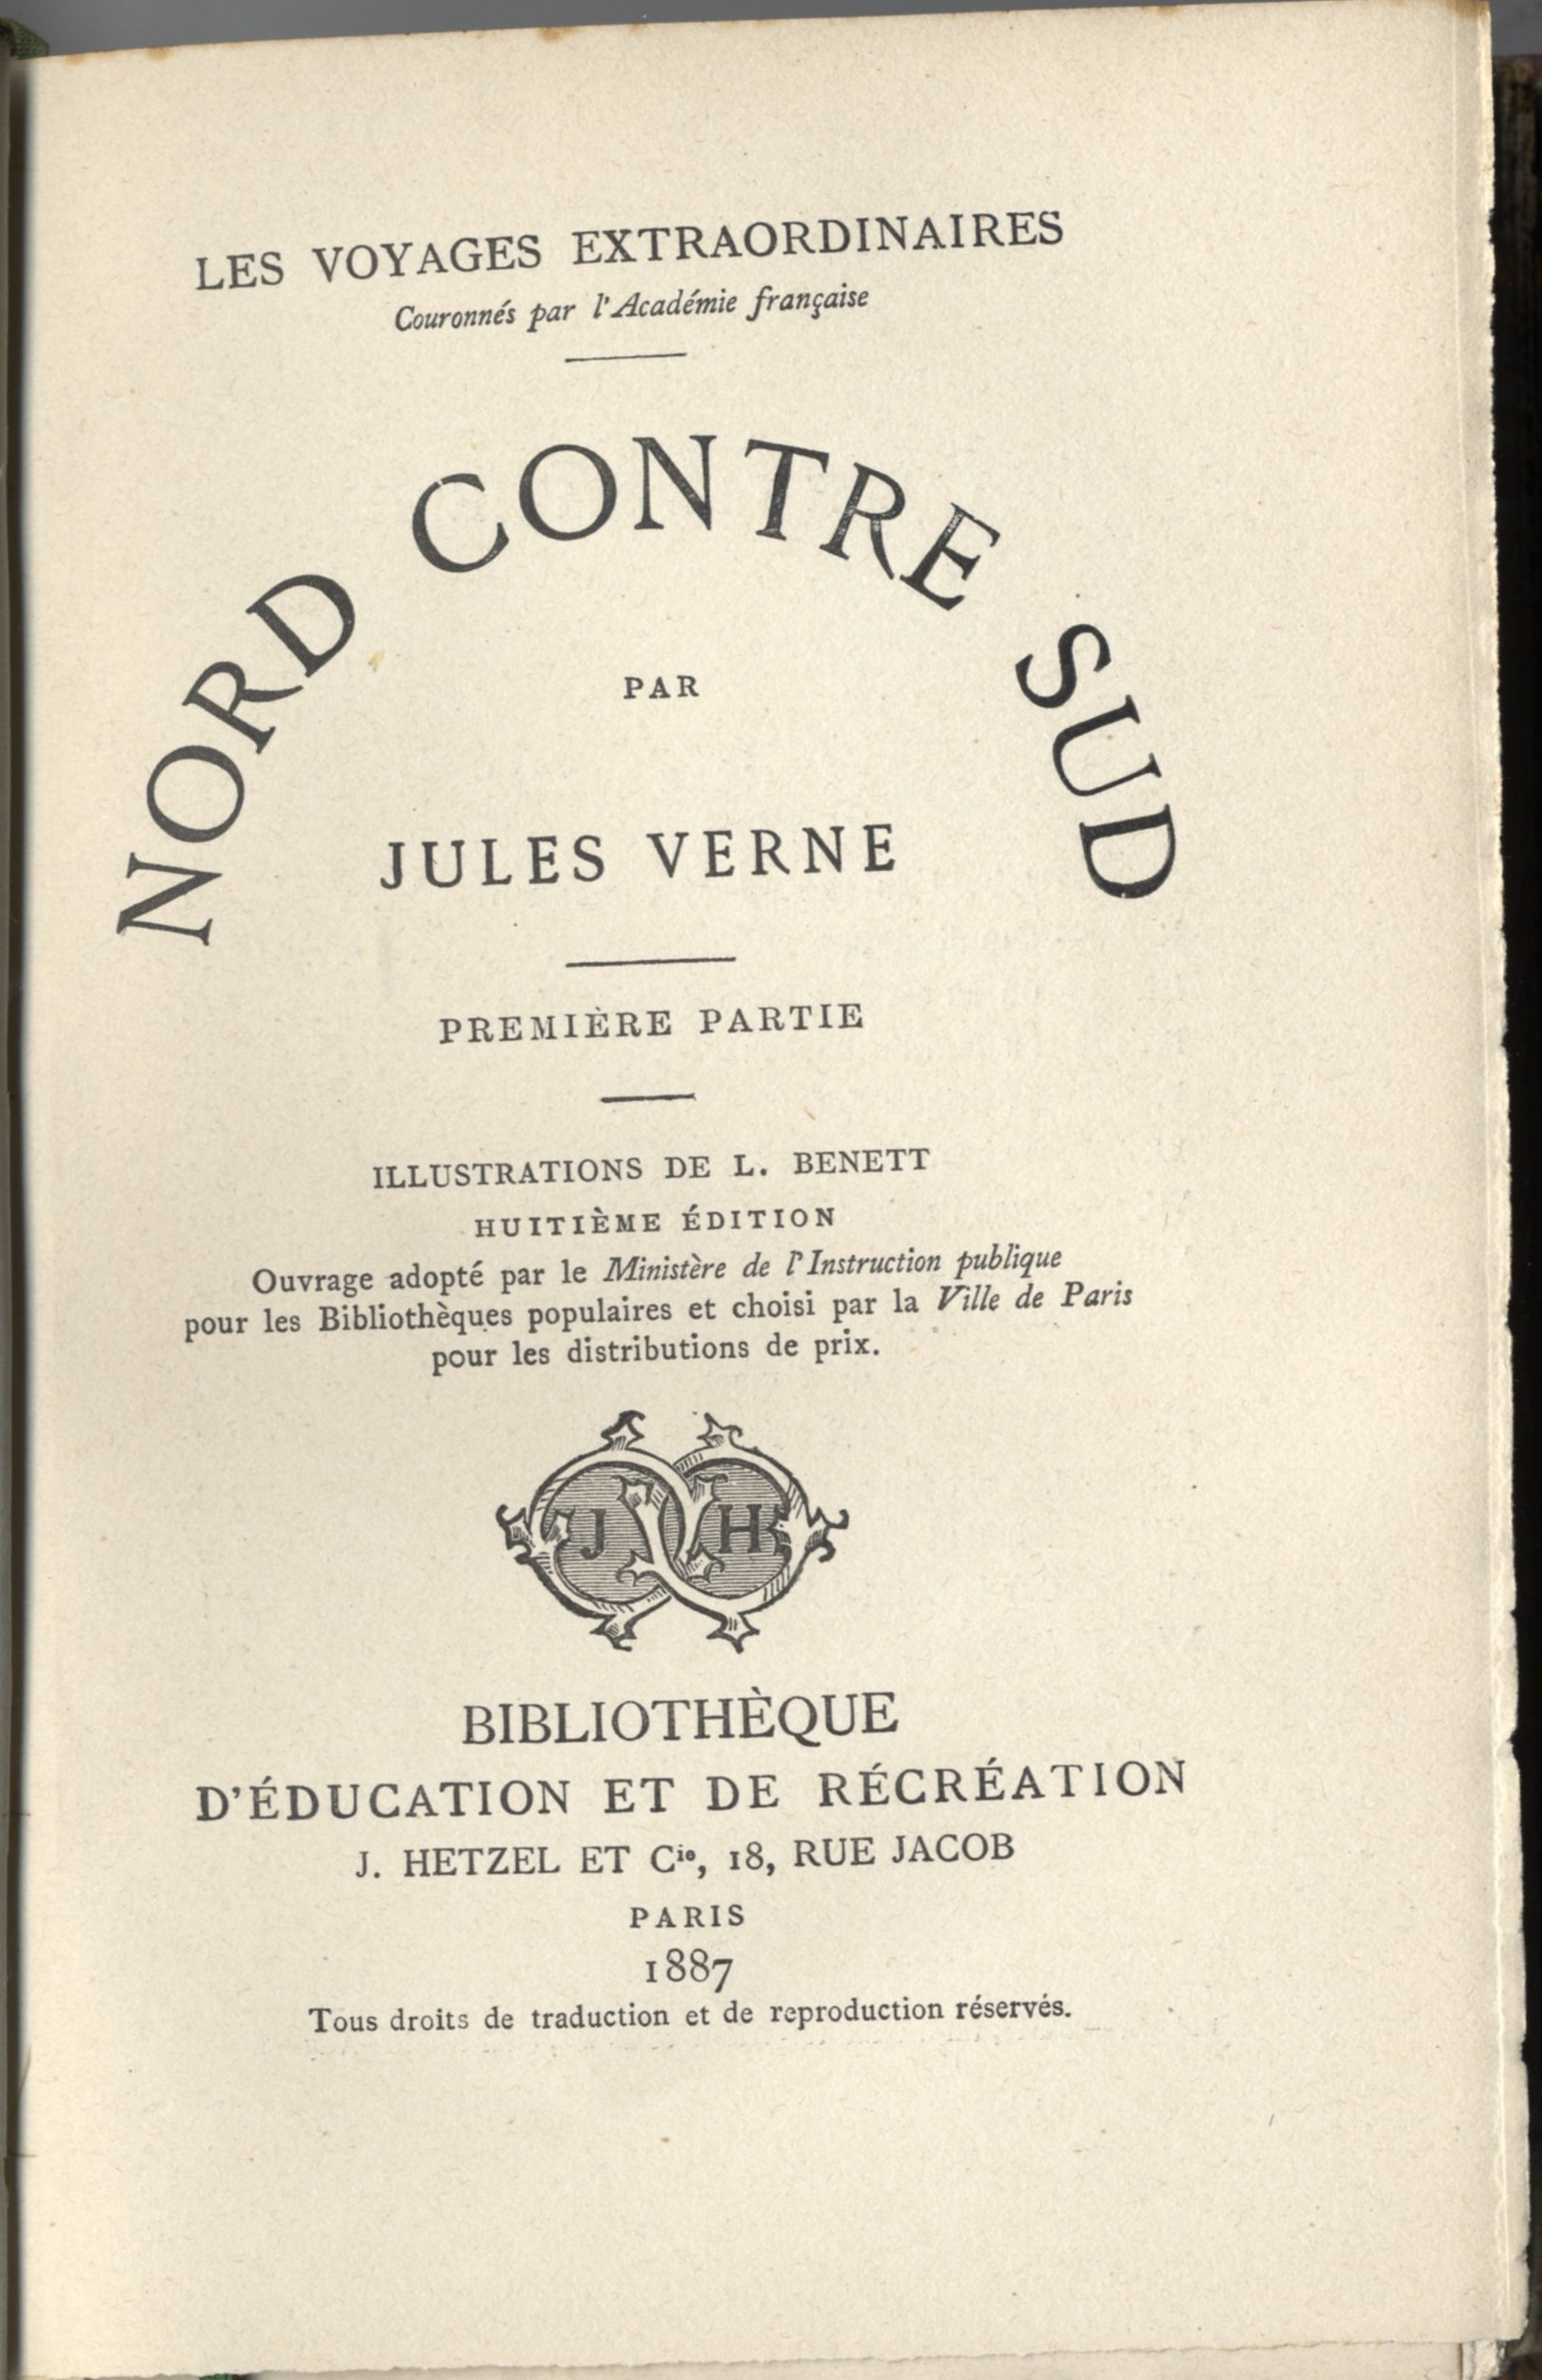 LES VOYAGES EXTRAORDINAIRES
Couronnés par l'Académie française
NORD CONTRE SUD
PAR
JULES VERNE
PREMIÈRE PARTIE
ILLUSTRATIONS DE L. BENETT
HUITIÈME ÉDITION
Ouvrage adopté par le Ministère de l'Instruction publique
pour les Bibliothèques populaires et choisi par la Ville de Paris
pour les distributions de prix.
J H
BIBLIOTHÈQUE
D'ÉDUCATION ET DE RÉCRÉATION
J. HETZEL ET Cie, 18, RUE JACOB
PARIS
1887
Tous droits de traduction et de reproduction réservés.